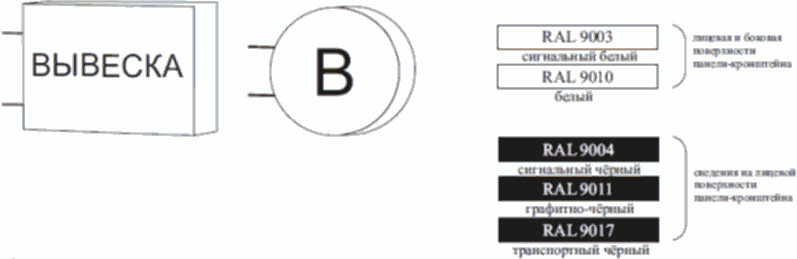 ВЫВЕСКА
В
RAL 9003
сигнальный белый
RAL 9010
белый
лицевая и боковая
поверхности
панели-кронштейна
RAL 9004
сигнальный чёрный
RAL 9011
графитно-чёрный
RAL 9017
транспортный чёрный
сведения на лицевой
поверхности
панели-кронштейна